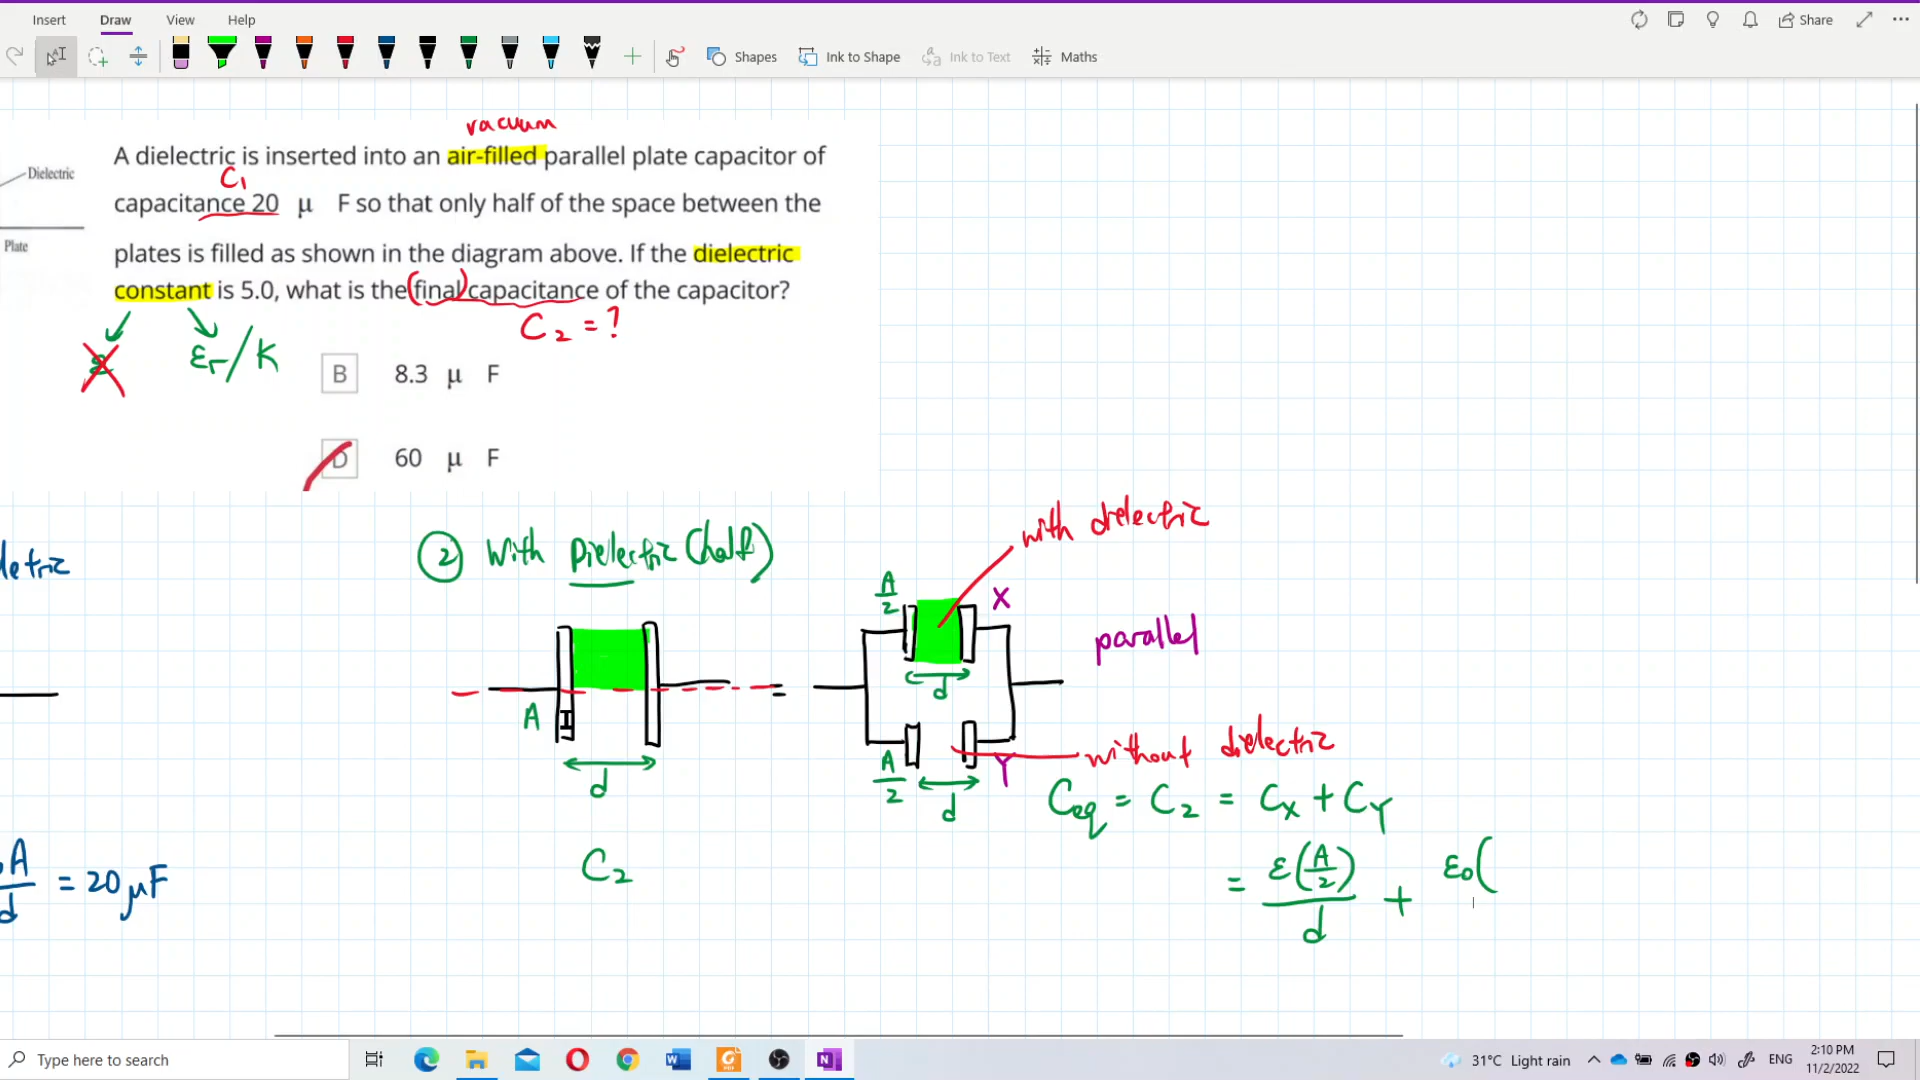 Insert Draw View Help
Share
Shapes Ink to Shape Ink to Text Maths
vacuum
Dielectric
A dielectric is inserted into an air-filled parallel plate capacitor of
C₁
capacitance 20 μ F so that only half of the space between the
Plate
plates is filled as shown in the diagram above. If the dielectric
constant is 5.0, what is the (final) capacitance of the capacitor?
C₂ = ?
ε εr/K
B 8.3 μ F
D 60 μ F
with dielectric
letric
② With Dielectric (half)
A/2 X
parallel
d
A
d
without dielectric
A/2 d Y
Ceq = C₂ = Cx + CY
A/d = 20 μF
C₂
= ε(A/2)/d + ε₀(
Type here to search
31°C Light rain
ENG
2:10 PM
11/2/2022